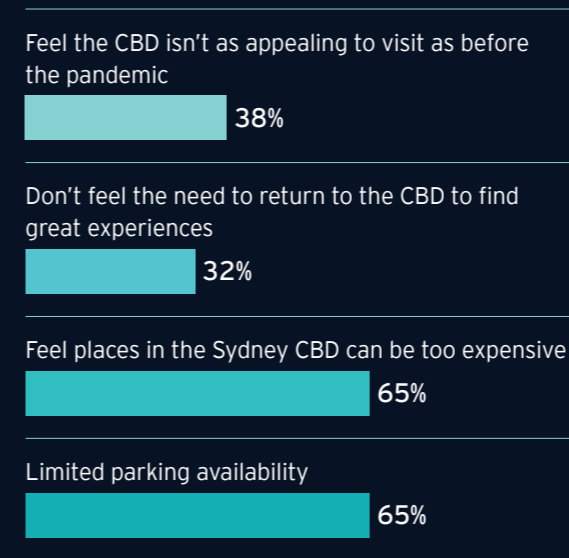 Feel the CBD isn’t as appealing to visit as before
the pandemic
38%
Don’t feel the need to return to the CBD to find
great experiences
32%
Feel places in the Sydney CBD can be too expensive
65%
Limited parking availability
65%